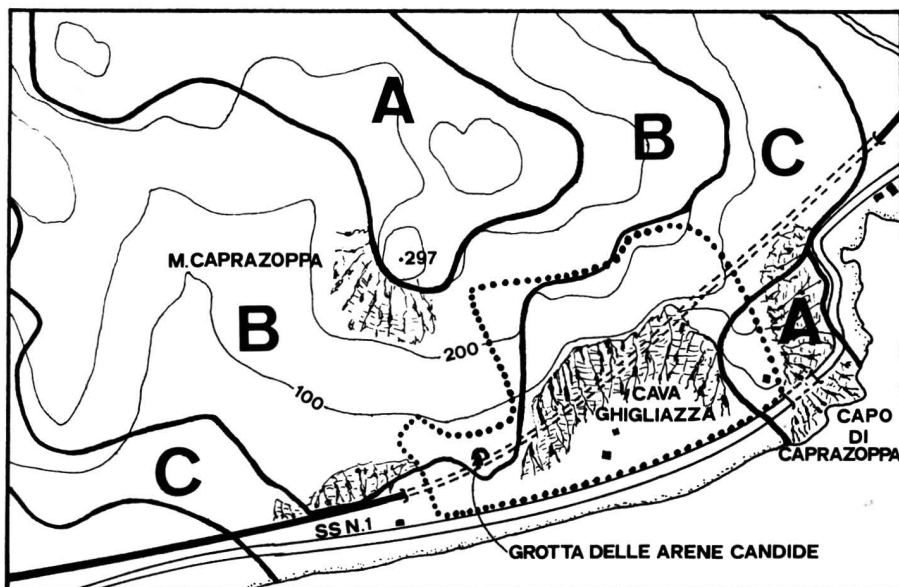 A
B
C
M. CAPRAZOPPA
297
B
200
A
100
CAVA
GHIGLIAZZA
CAPO
DI
CAPRAZOPPA
C
SS N.1
GROTTA DELLE ARENE CANDIDE